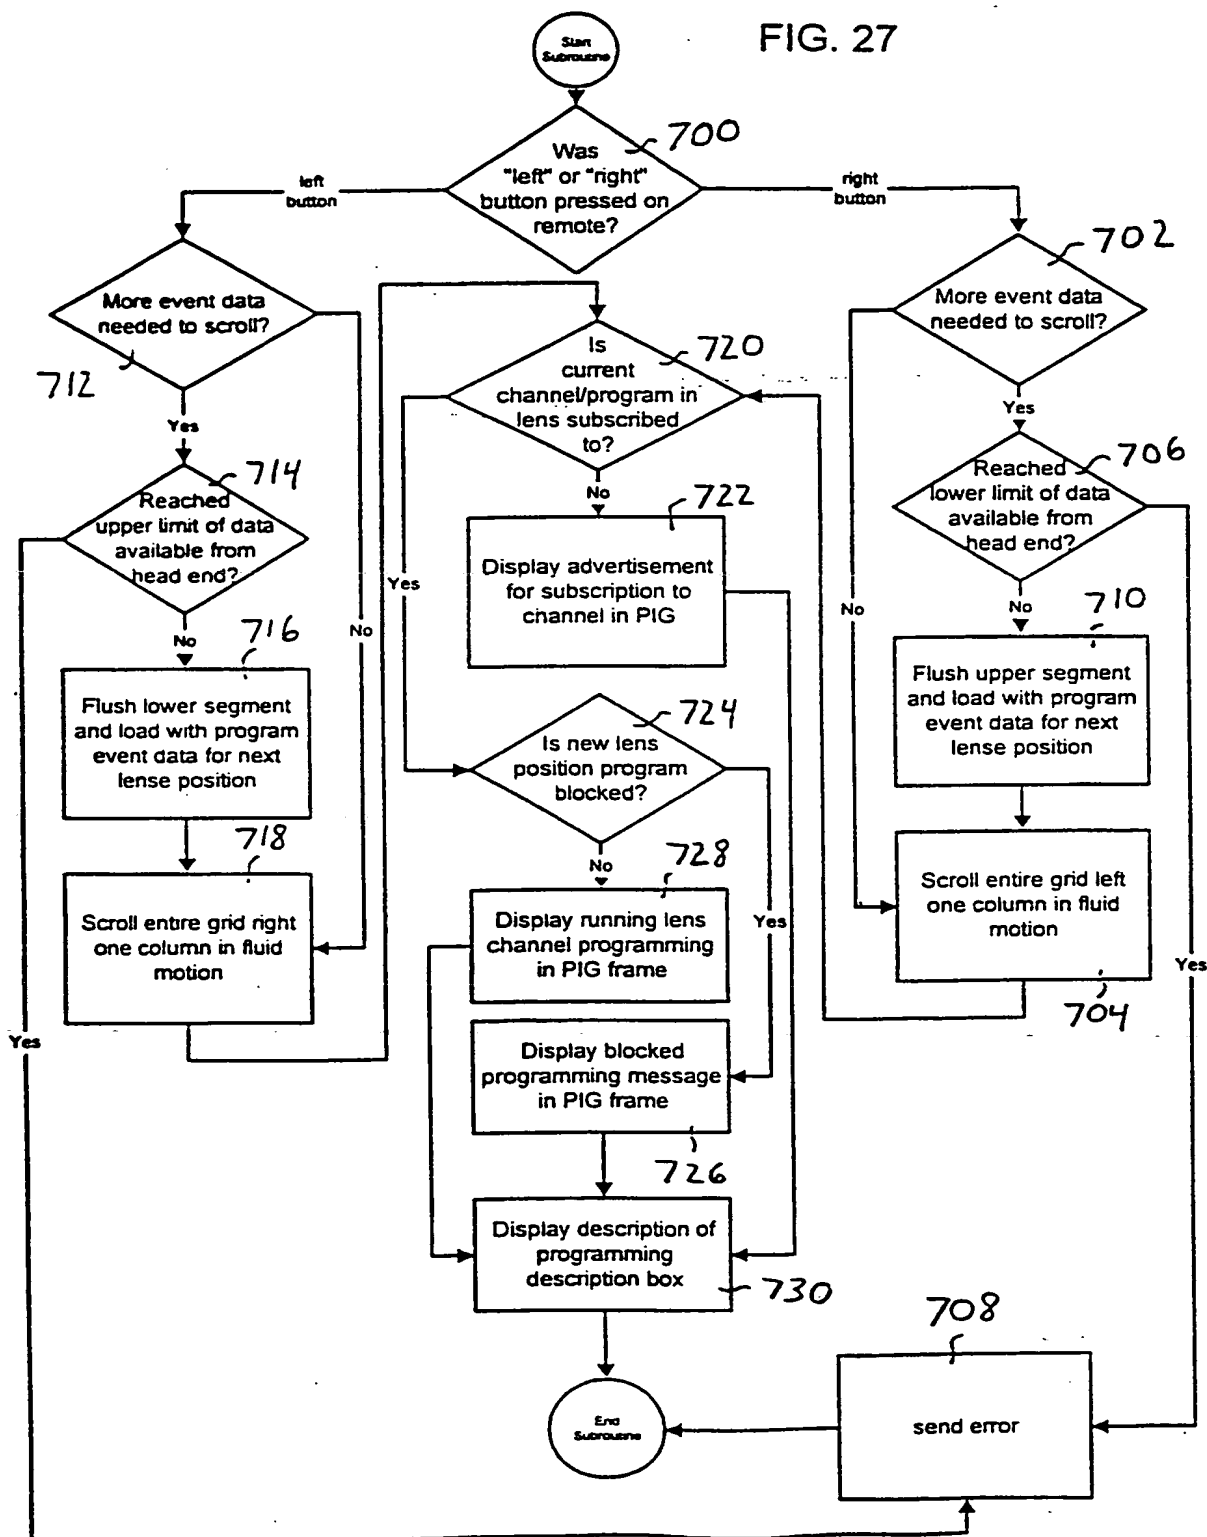 FIG. 27
Start
Subroutine
700
Was
"left" or "right"
button pressed on
remote?
left
button
right
button
702
More event data
needed to scroll?
712
More event data
needed to scroll?
720
Is
current
channel/program in
lens subscribed
to?
Yes
Yes
714
Reached
upper limit of data
available from
head end?
706
Reached
lower limit of data
available from
head end?
No
722
Display advertisement
for subscription to
channel in PIG
Yes
No
No
No
No
716
Flush lower segment
and load with program
event data for next
lense position
710
Flush upper segment
and load with program
event data for next
lense position
724
Is new lens
position program
blocked?
718
Scroll entire grid right
one column in fluid
motion
No
728
Display running lens
channel programming
in PIG frame
Yes
Scroll entire grid left
one column in fluid
motion
704
Yes
Yes
Display blocked
programming message
in PIG frame
726
Display description of
programming
description box
730
708
send error
End
Subroutine